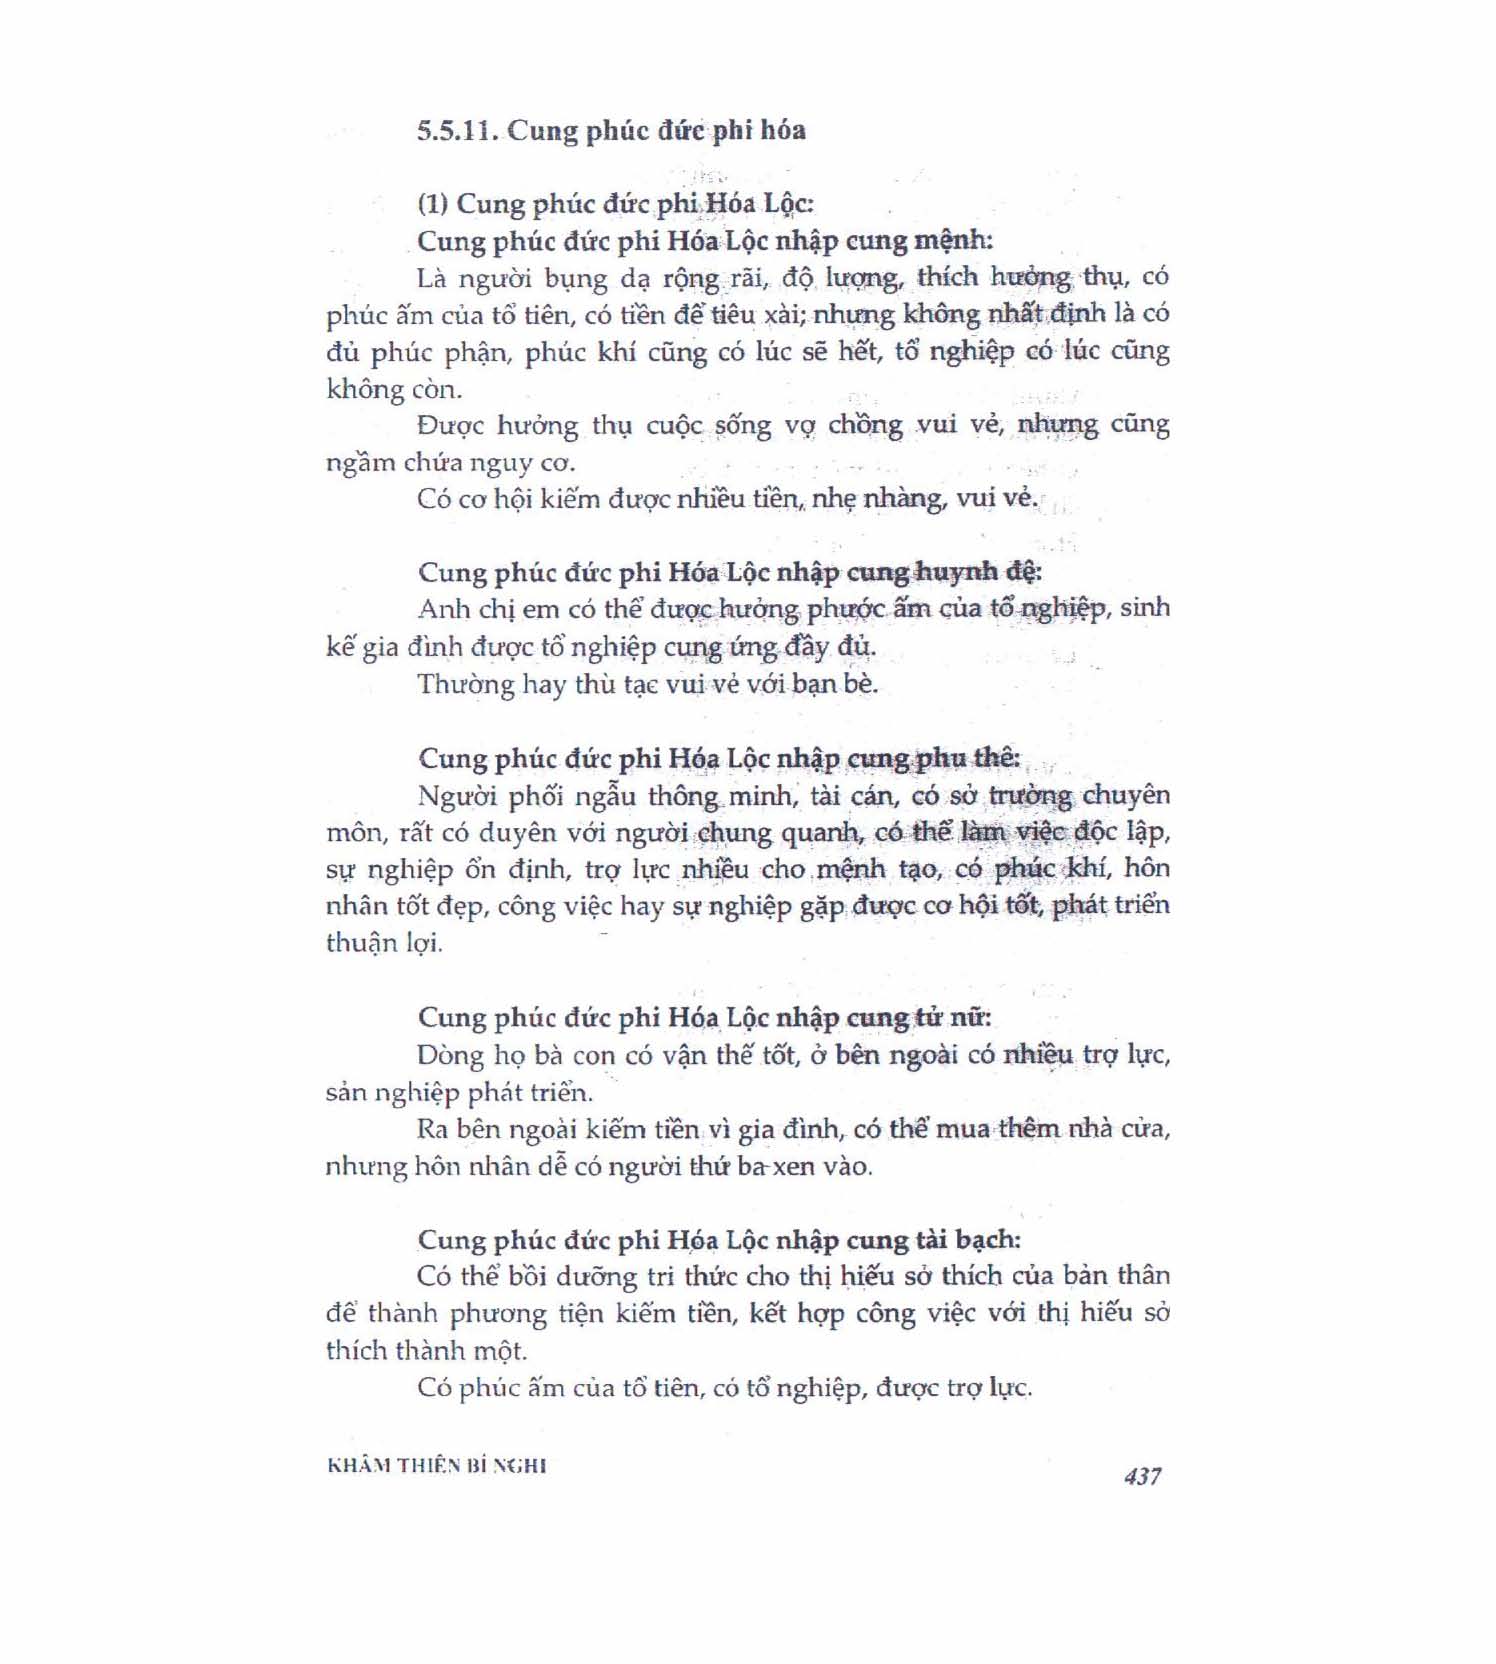 5.5.11. Cung phúc đức phi hóa
(1) Cung phúc đức phi Hóa Lộc:
Cung phúc đức phi Hóa Lộc nhập cung mệnh:
Là người bụng dạ rộng rãi, độ lượng, thích hưởng thụ, có
phúc ấm của tổ tiên, có tiền để tiêu xài; nhưng không nhất định là có
đủ phúc phận, phúc khí cũng có lúc sẽ hết, tổ nghiệp có lúc cũng
không còn.
Được hưởng thụ cuộc sống vợ chồng vui vẻ, nhưng cũng
ngầm chứa nguy cơ.
Có cơ hội kiếm được nhiều tiền, nhẹ nhàng, vui vẻ.
Cung phúc đức phi Hóa Lộc nhập cung huynh đệ:
Anh chị em có thể được hưởng phước ấm của tổ nghiệp, sinh
kế gia đình được tổ nghiệp cung ứng đầy đủ.
Thường hay thù tạc vui vẻ với bạn bè.
Cung phúc đức phi Hóa Lộc nhập cung phu thê:
Người phối ngẫu thông minh, tài cán, có sở trường chuyên
môn, rất có duyên với người chung quanh, có thể làm việc độc lập,
sự nghiệp ổn định, trợ lực nhiều cho mệnh tạo, có phúc khí, hôn
nhân tốt đẹp, công việc hay sự nghiệp gặp được cơ hội tốt, phát triển
thuận lợi.
Cung phúc đức phi Hóa Lộc nhập cung tử nữ:
Dòng họ bà con có vận thế tốt, ở bên ngoài có nhiều trợ lực,
sản nghiệp phát triển.
Ra bên ngoài kiếm tiền vì gia đình, có thể mua thêm nhà cửa,
nhưng hôn nhân dễ có người thứ ba xen vào.
Cung phúc đức phi Hóa Lộc nhập cung tài bạch:
Có thể bồi dưỡng tri thức cho thị hiếu sở thích của bản thân
để thành phương tiện kiếm tiền, kết hợp công việc với thị hiếu sở
thích thành một.
Có phúc ấm của tổ tiên, có tổ nghiệp, được trợ lực.
KHÂM THIÊN BÍ NGHI
437